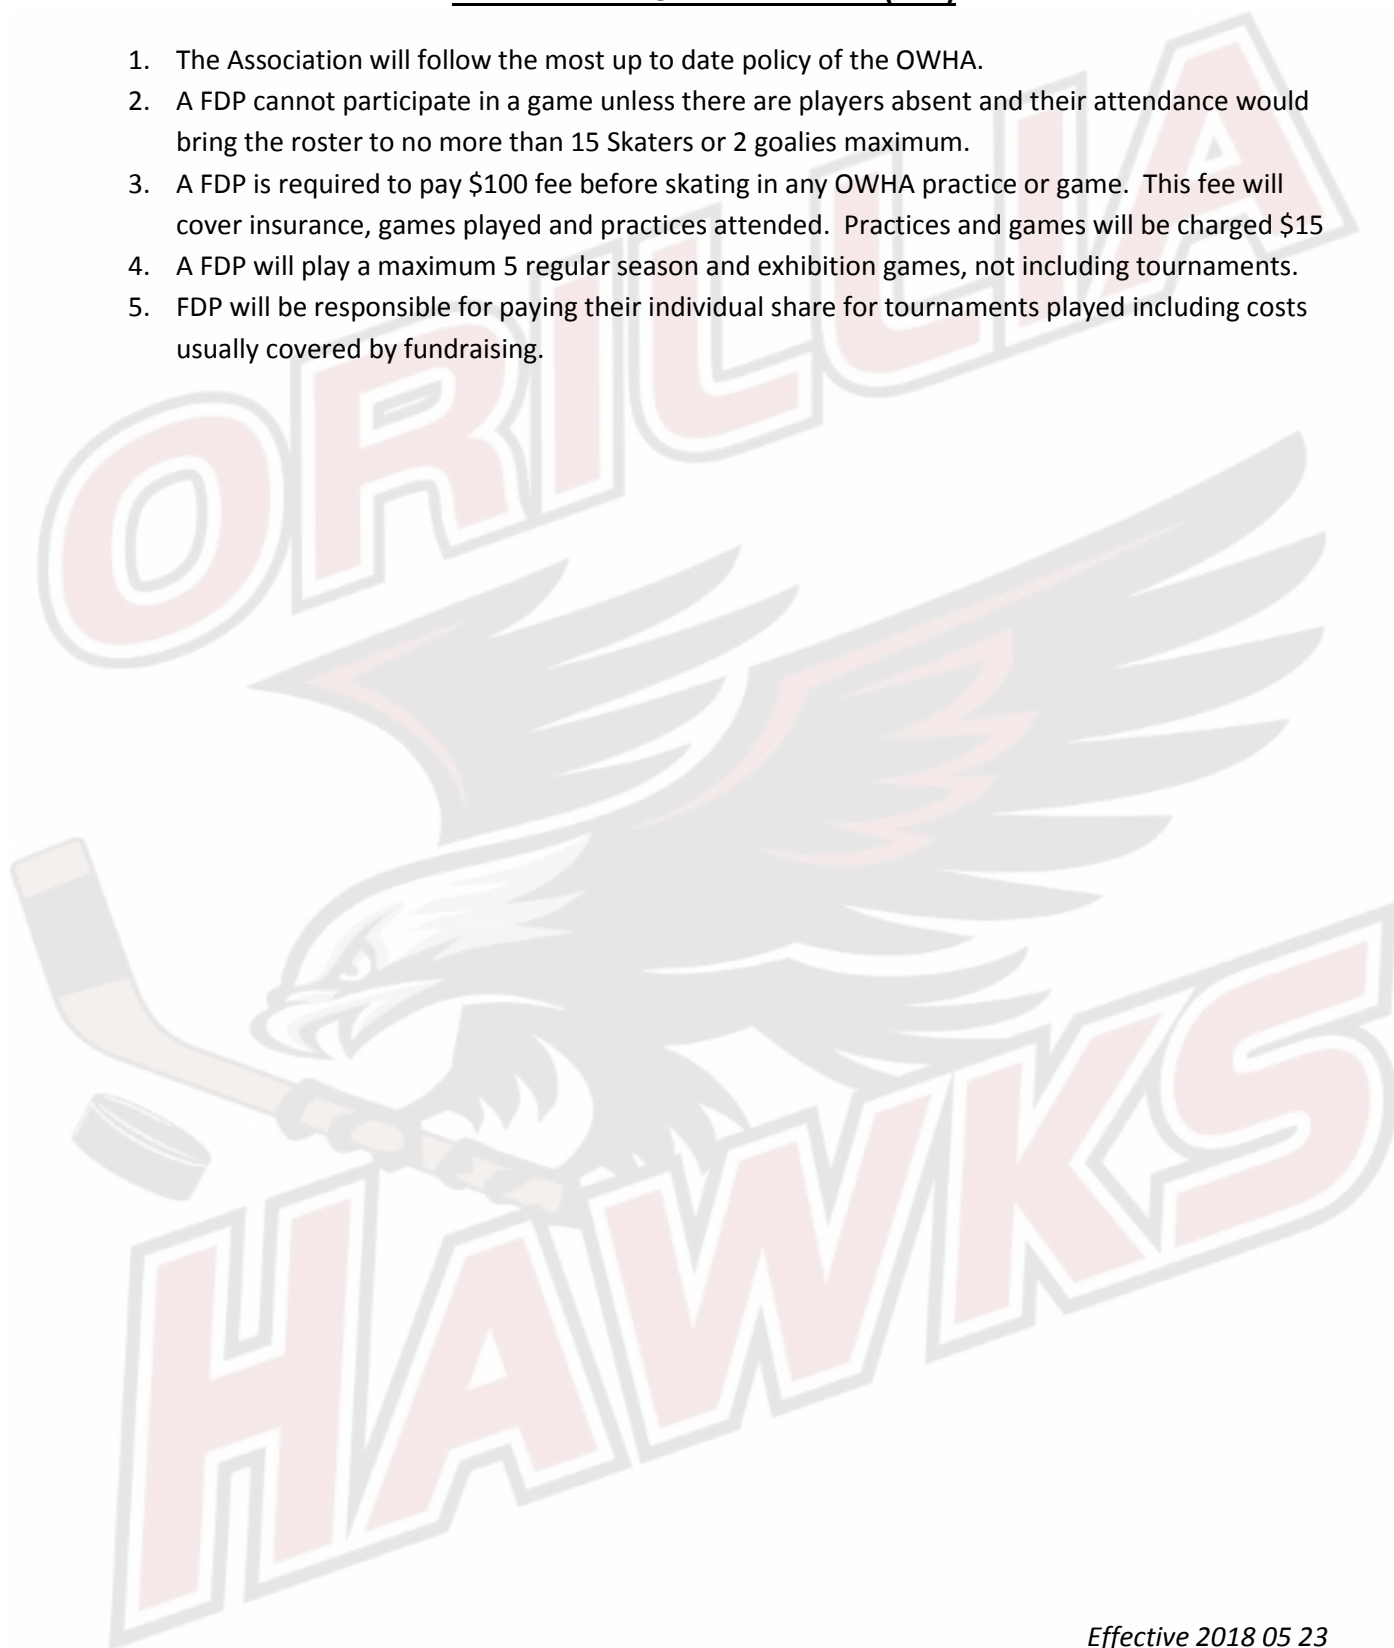 1. The Association will follow the most up to date policy of the OWHA.
2. A FDP cannot participate in a game unless there are players absent and their attendance would
bring the roster to no more than 15 Skaters or 2 goalies maximum.
3. A FDP is required to pay $100 fee before skating in any OWHA practice or game. This fee will
cover insurance, games played and practices attended. Practices and games will be charged $15
4. A FDP will play a maximum 5 regular season and exhibition games, not including tournaments.
5. FDP will be responsible for paying their individual share for tournaments played including costs
usually covered by fundraising.
ORILLIA
HAWKS
Effective 2018 05 23